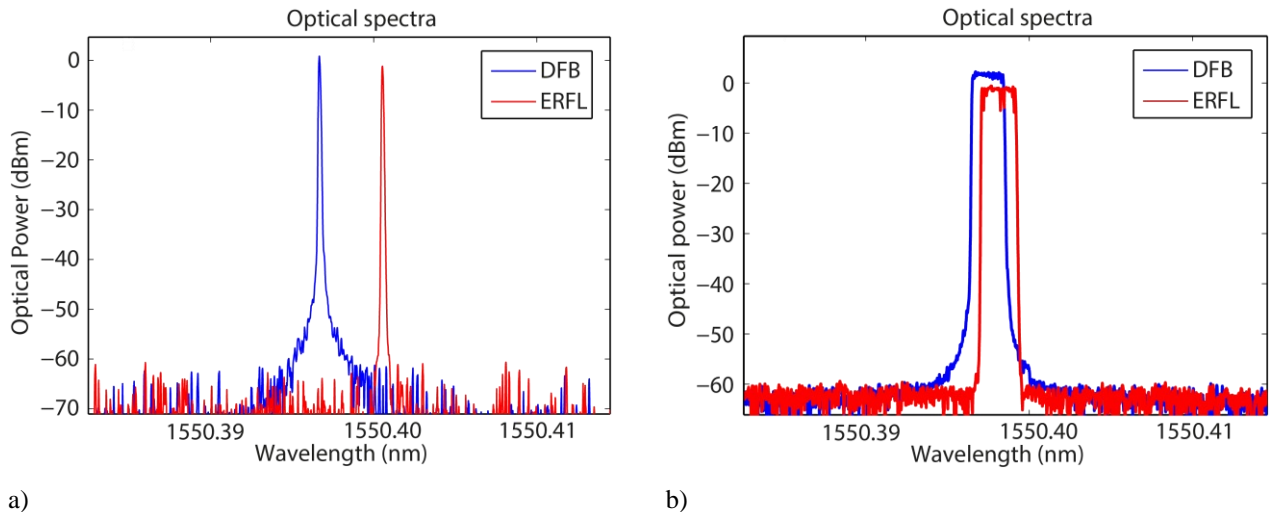 Optical spectra
DFB
ERFL
Optical Power (dBm)
0
−10
−20
−30
−40
−50
−60
−70
1550.39
1550.40
1550.41
Wavelength (nm)
a)
Optical spectra
DFB
ERFL
Optical power (dBm)
0
−10
−20
−30
−40
−50
−60
1550.39
1550.40
1550.41
Wavelength (nm)
b)